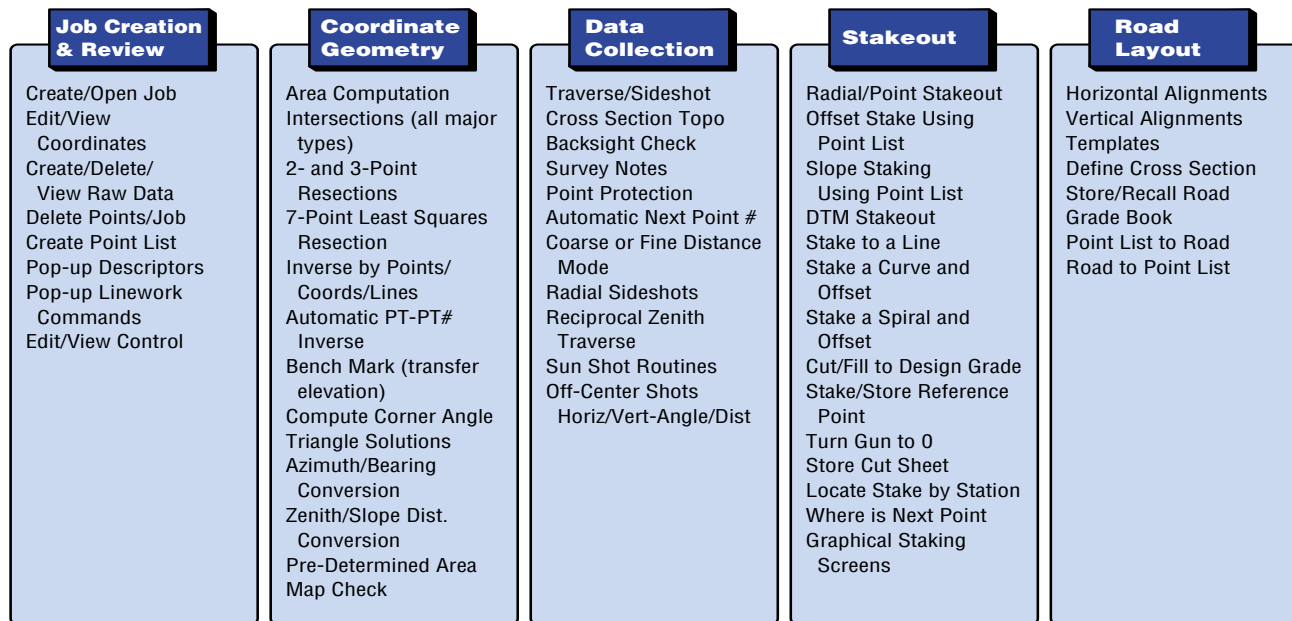 Job Creation
& Review
Create/Open Job
Edit/View
Coordinates
Create/Delete/
View Raw Data
Delete Points/Job
Create Point List
Pop-up Descriptors
Pop-up Linework
Commands
Edit/View Control
Coordinate
Geometry
Area Computation
Intersections (all major
types)
2- and 3-Point
Resections
7-Point Least Squares
Resection
Inverse by Points/
Coords/Lines
Automatic PT-PT#
Inverse
Bench Mark (transfer
elevation)
Compute Corner Angle
Triangle Solutions
Azimuth/Bearing
Conversion
Zenith/Slope Dist.
Conversion
Pre-Determined Area
Map Check
Data
Collection
Traverse/Sideshot
Cross Section Topo
Backsight Check
Survey Notes
Point Protection
Automatic Next Point #
Coarse or Fine Distance
Mode
Radial Sideshots
Reciprocal Zenith
Traverse
Sun Shot Routines
Off-Center Shots
Horiz/Vert-Angle/Dist
Stakeout
Radial/Point Stakeout
Offset Stake Using
Point List
Slope Staking
Using Point List
DTM Stakeout
Stake to a Line
Stake a Curve and
Offset
Stake a Spiral and
Offset
Cut/Fill to Design Grade
Stake/Store Reference
Point
Turn Gun to 0
Store Cut Sheet
Locate Stake by Station
Where is Next Point
Graphical Staking
Screens
Road
Layout
Horizontal Alignments
Vertical Alignments
Templates
Define Cross Section
Store/Recall Road
Grade Book
Point List to Road
Road to Point List